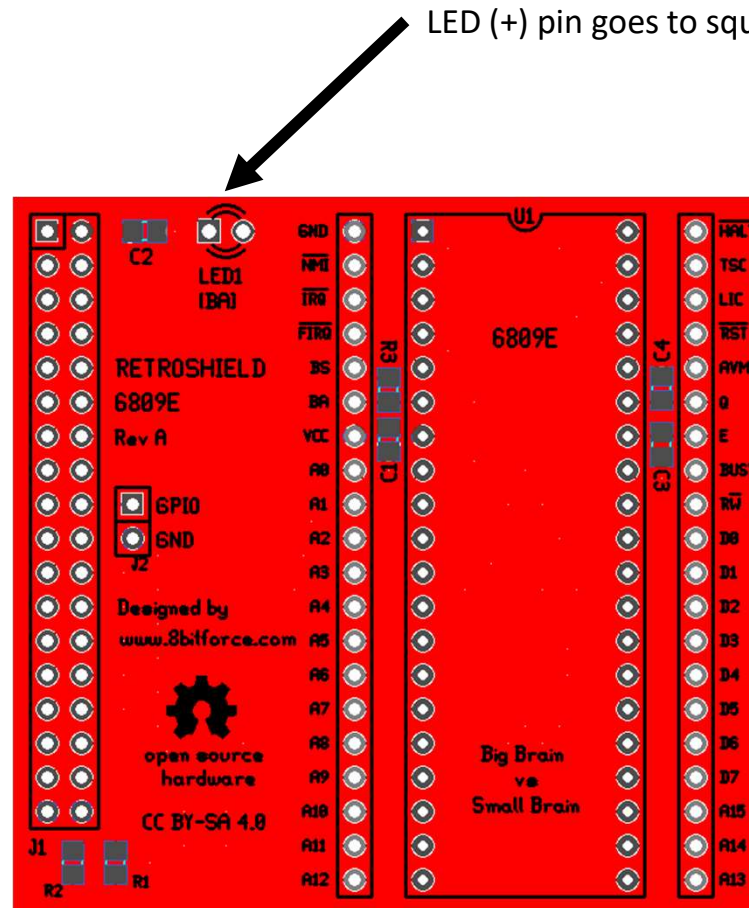 LED (+) pin goes to squ
U1
C2
LED1
(BA)
RETROSHIELD
6809E
Rev A
GPIO
GND
J2
Designed by
www.8bitforce.com
open source
hardware
CC BY-SA 4.0
J1
R2
R1
GND
NMI
IRQ
FIRQ
BS
BA
VCC
A0
A1
A2
A3
A4
A5
A6
A7
A8
A9
A10
A11
A12
R3
C1
6809E
Big Brain
vs
Small Brain
C4
C3
HAL
TSC
LIC
RST
AVM
Q
E
BUS
RW
D0
D1
D2
D3
D4
D5
D6
D7
A15
A14
A13